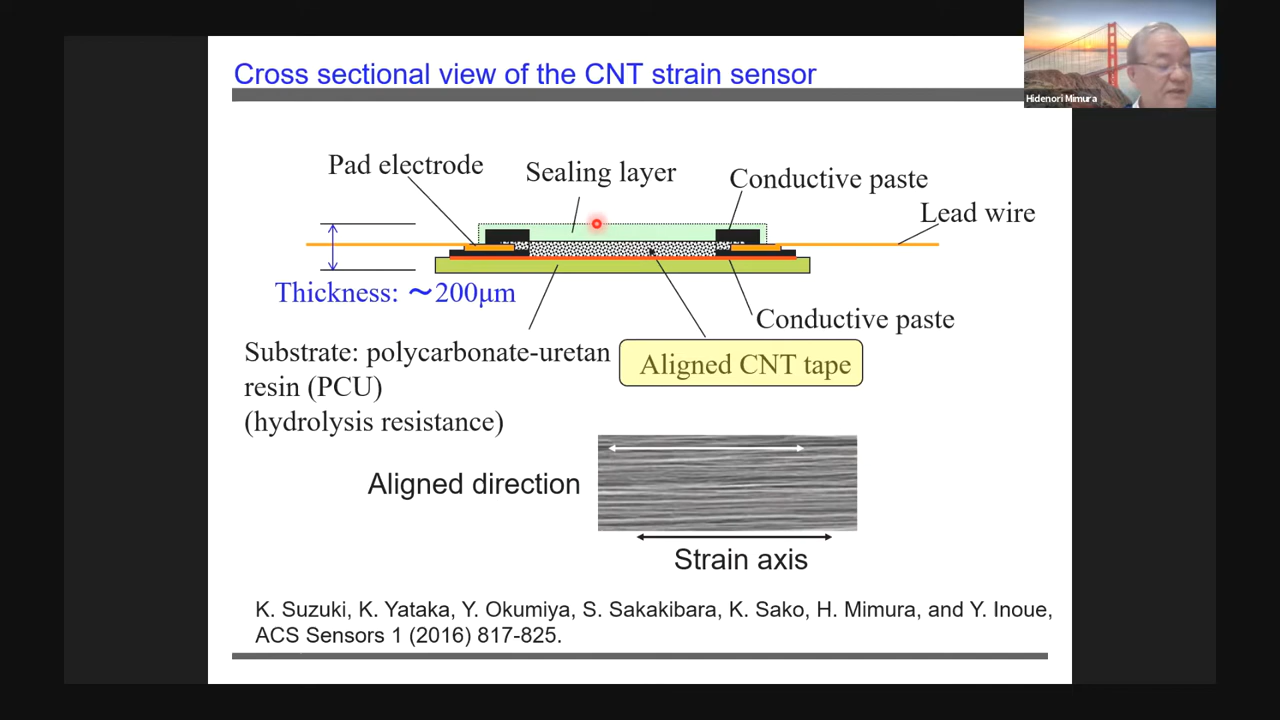 Cross sectional view of the CNT strain sensor
Hidenori Mimura
Pad electrode
Sealing layer
Conductive paste
Lead wire
Thickness: ～200μm
Conductive paste
Substrate: polycarbonate-uretan
resin (PCU)
(hydrolysis resistance)
Aligned CNT tape
Aligned direction
Strain axis
K. Suzuki, K. Yataka, Y. Okumiya, S. Sakakibara, K. Sako, H. Mimura, and Y. Inoue,
ACS Sensors 1 (2016) 817-825.